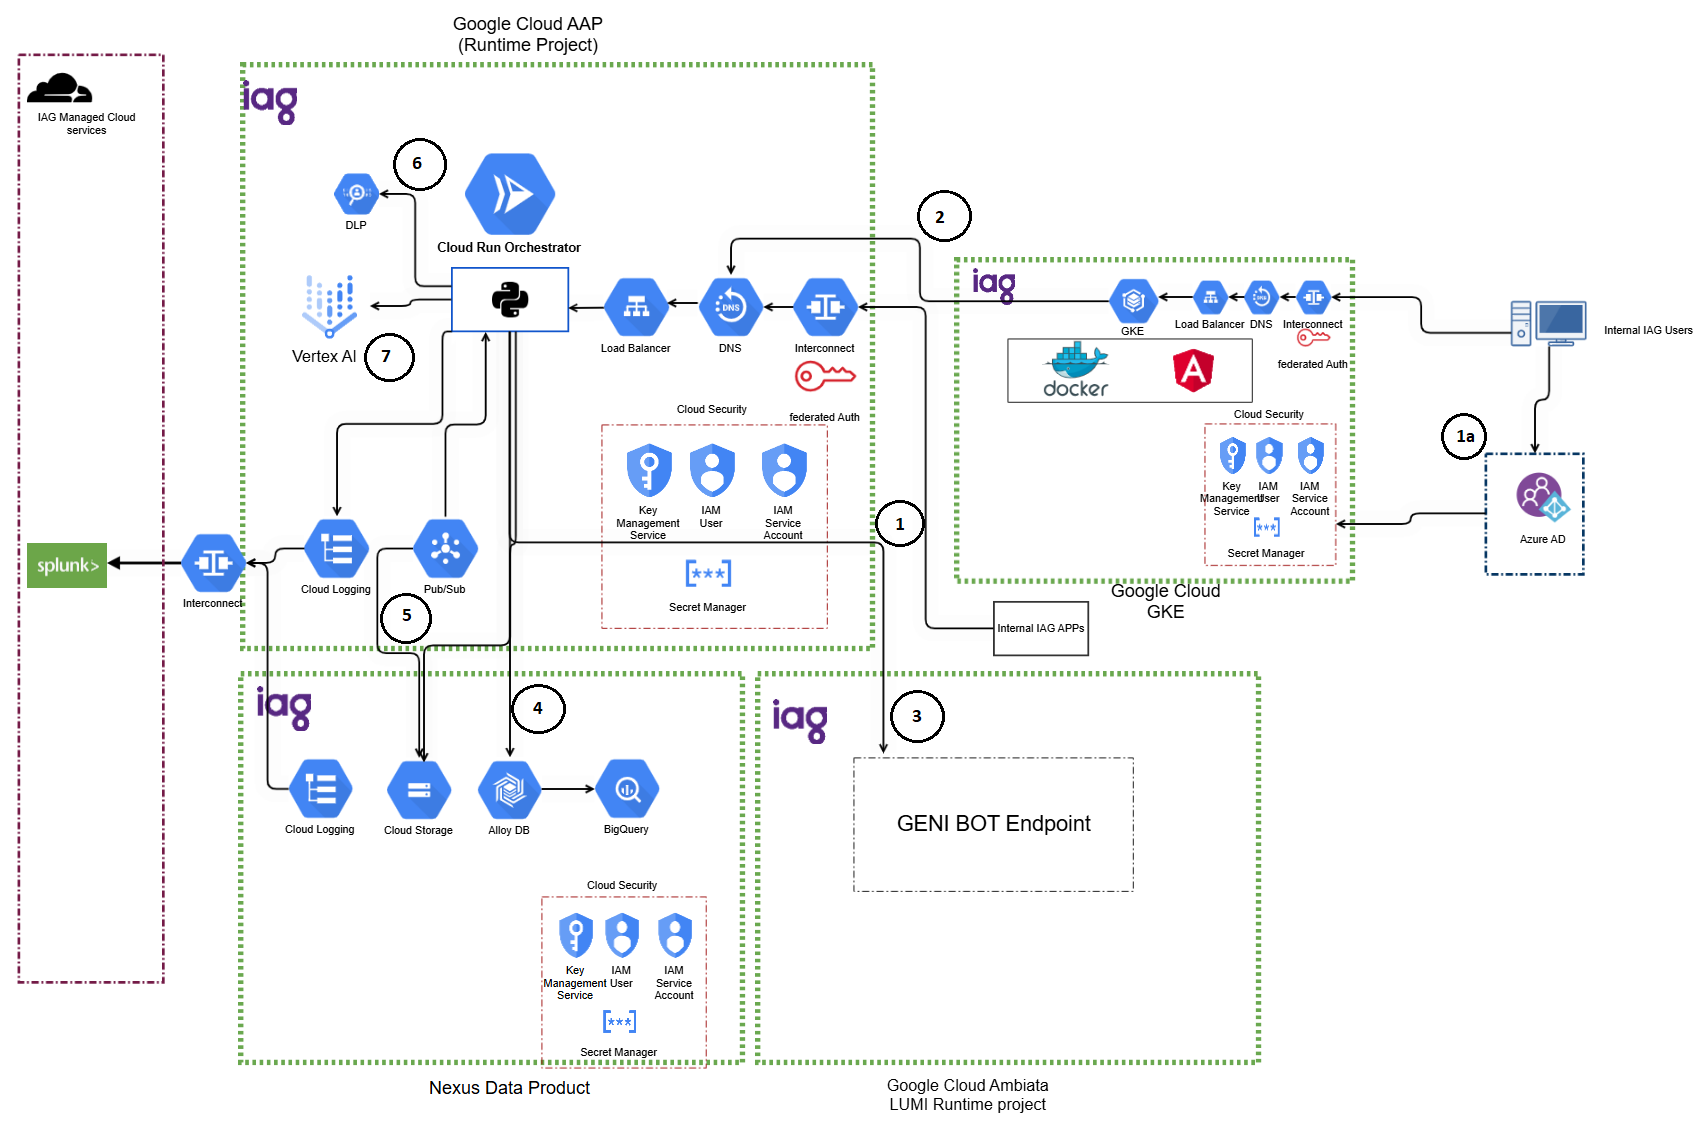 Google Cloud AAP
(Runtime Project)
IAG Managed Cloud
services
iag
6
DLP
Cloud Run Orchestrator
Vertex AI
7
Load Balancer
DNS
DNS
Interconnect
federated Auth
Cloud Security
Key
Management
Service
IAM
User
IAM
Service
Account
[***]
Secret Manager
splunk>
Interconnect
Cloud Logging
Pub/Sub
5
1
2
iag
GKE
Load Balancer
DNS
DNS
Interconnect
federated Auth
docker
A
Cloud Security
Key
Management
Service
IAM
User
IAM
Service
Account
[***]
Secret Manager
Google Cloud
GKE
Internal IAG Users
1a
Azure AD
Internal IAG APPs
iag
4
Cloud Logging
Cloud Storage
Alloy DB
BigQuery
Cloud Security
Key
Management
Service
IAM
User
IAM
Service
Account
[***]
Secret Manager
Nexus Data Product
iag
3
GENI BOT Endpoint
Google Cloud Ambiata
LUMI Runtime project